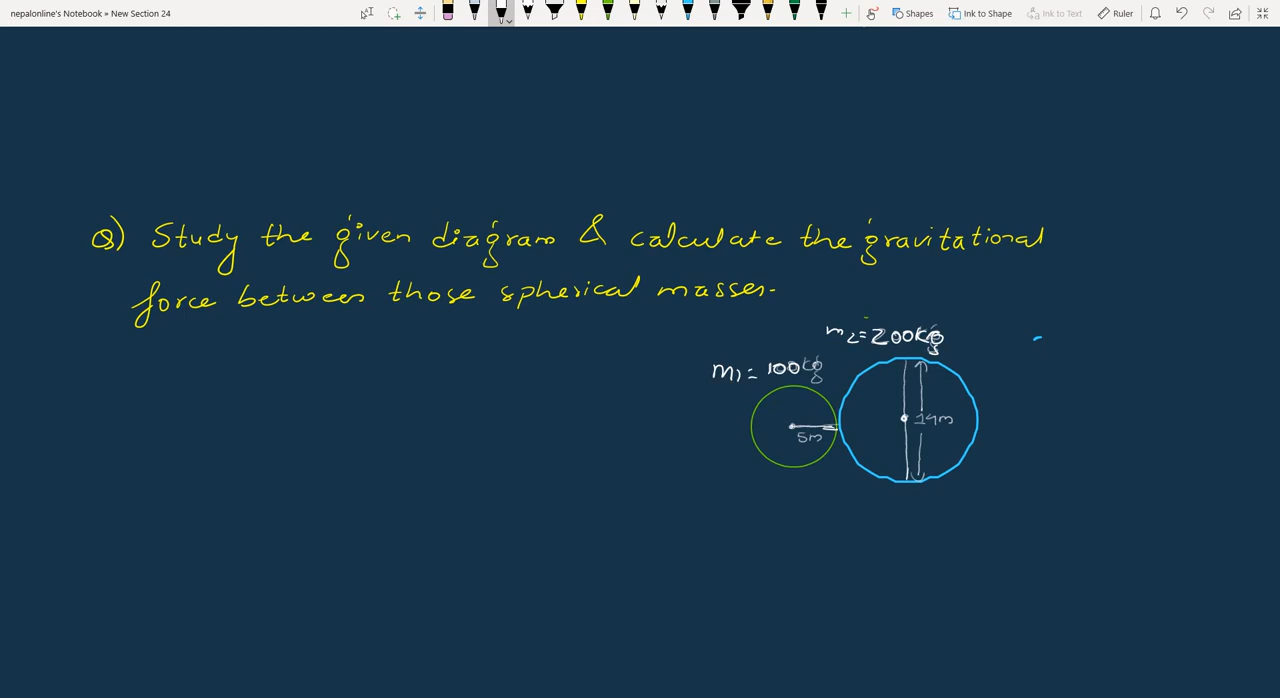 nepalonline's Notebook » New Section 24
Shapes
Ink to Shape
Ink to Text
Ruler
Q) Study the given diagram & calculate the gravitational
force between those spherical masses.
m2=200kg
m1=100kg
14m
5m